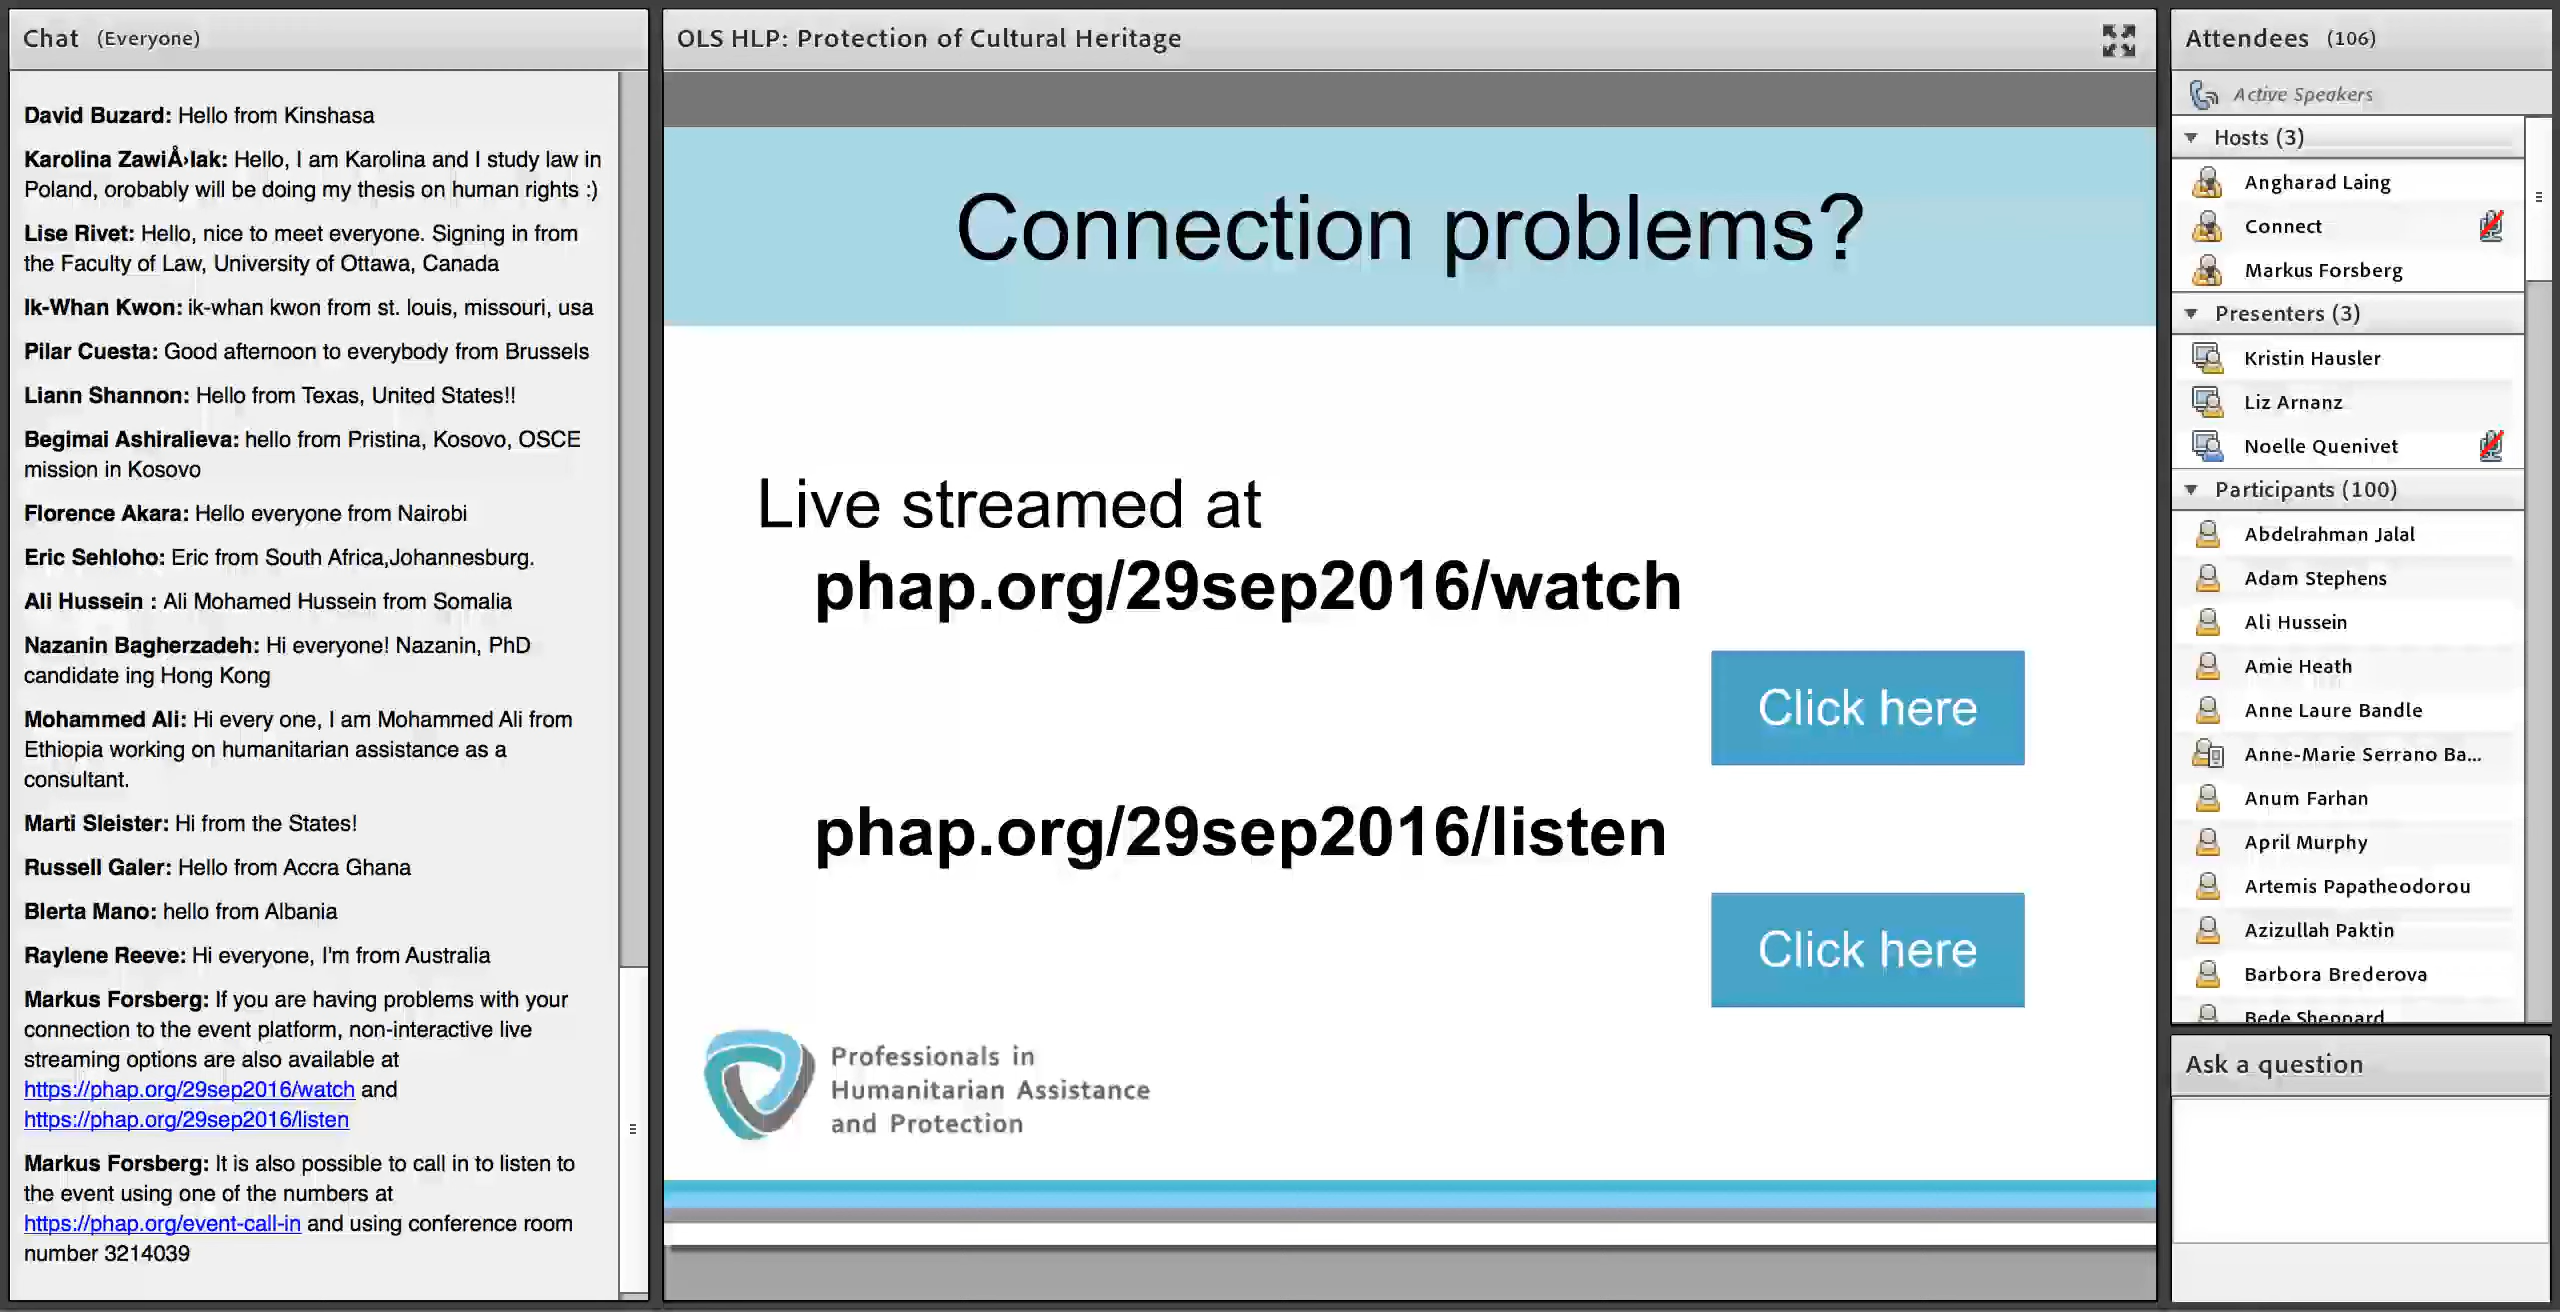 Chat (Everyone)
David Buzard: Hello from Kinshasa
Karolina ZawiÅ›lak: Hello, I am Karolina and I study law in
Poland, orobably will be doing my thesis on human rights :)
Lise Rivet: Hello, nice to meet everyone. Signing in from
the Faculty of Law, University of Ottawa, Canada
Ik-Whan Kwon: ik-whan kwon from st. louis, missouri, usa
Pilar Cuesta: Good afternoon to everybody from Brussels
Liann Shannon: Hello from Texas, United States!!
Begimai Ashiralieva: hello from Pristina, Kosovo, OSCE
mission in Kosovo
Florence Akara: Hello everyone from Nairobi
Eric Sehloho: Eric from South Africa,Johannesburg.
Ali Hussein : Ali Mohamed Hussein from Somalia
Nazanin Bagherzadeh: Hi everyone! Nazanin, PhD
candidate ing Hong Kong
Mohammed Ali: Hi every one, I am Mohammed Ali from
Ethiopia working on humanitarian assistance as a
consultant.
Marti Sleister: Hi from the States!
Russell Galer: Hello from Accra Ghana
Blerta Mano: hello from Albania
Raylene Reeve: Hi everyone, I'm from Australia
Markus Forsberg: If you are having problems with your
connection to the event platform, non-interactive live
streaming options are also available at
https://phap.org/29sep2016/watch and
https://phap.org/29sep2016/listen
Markus Forsberg: It is also possible to call in to listen to
the event using one of the numbers at
https://phap.org/event-call-in and using conference room
number 3214039
OLS HLP: Protection of Cultural Heritage
Connection problems?
Live streamed at
phap.org/29sep2016/watch
Click here
phap.org/29sep2016/listen
Click here
Professionals in
Humanitarian Assistance
and Protection
Attendees (106)
Active Speakers
Hosts (3)
Angharad Laing
Connect
Markus Forsberg
Presenters (3)
Kristin Hausler
Liz Arnanz
Noelle Quenivet
Participants (100)
Abdelrahman Jalal
Adam Stephens
Ali Hussein
Amie Heath
Anne Laure Bandle
Anne-Marie Serrano Ba...
Anum Farhan
April Murphy
Artemis Papatheodorou
Azizullah Paktin
Barbora Brederova
Bede Sheppard
Ask a question